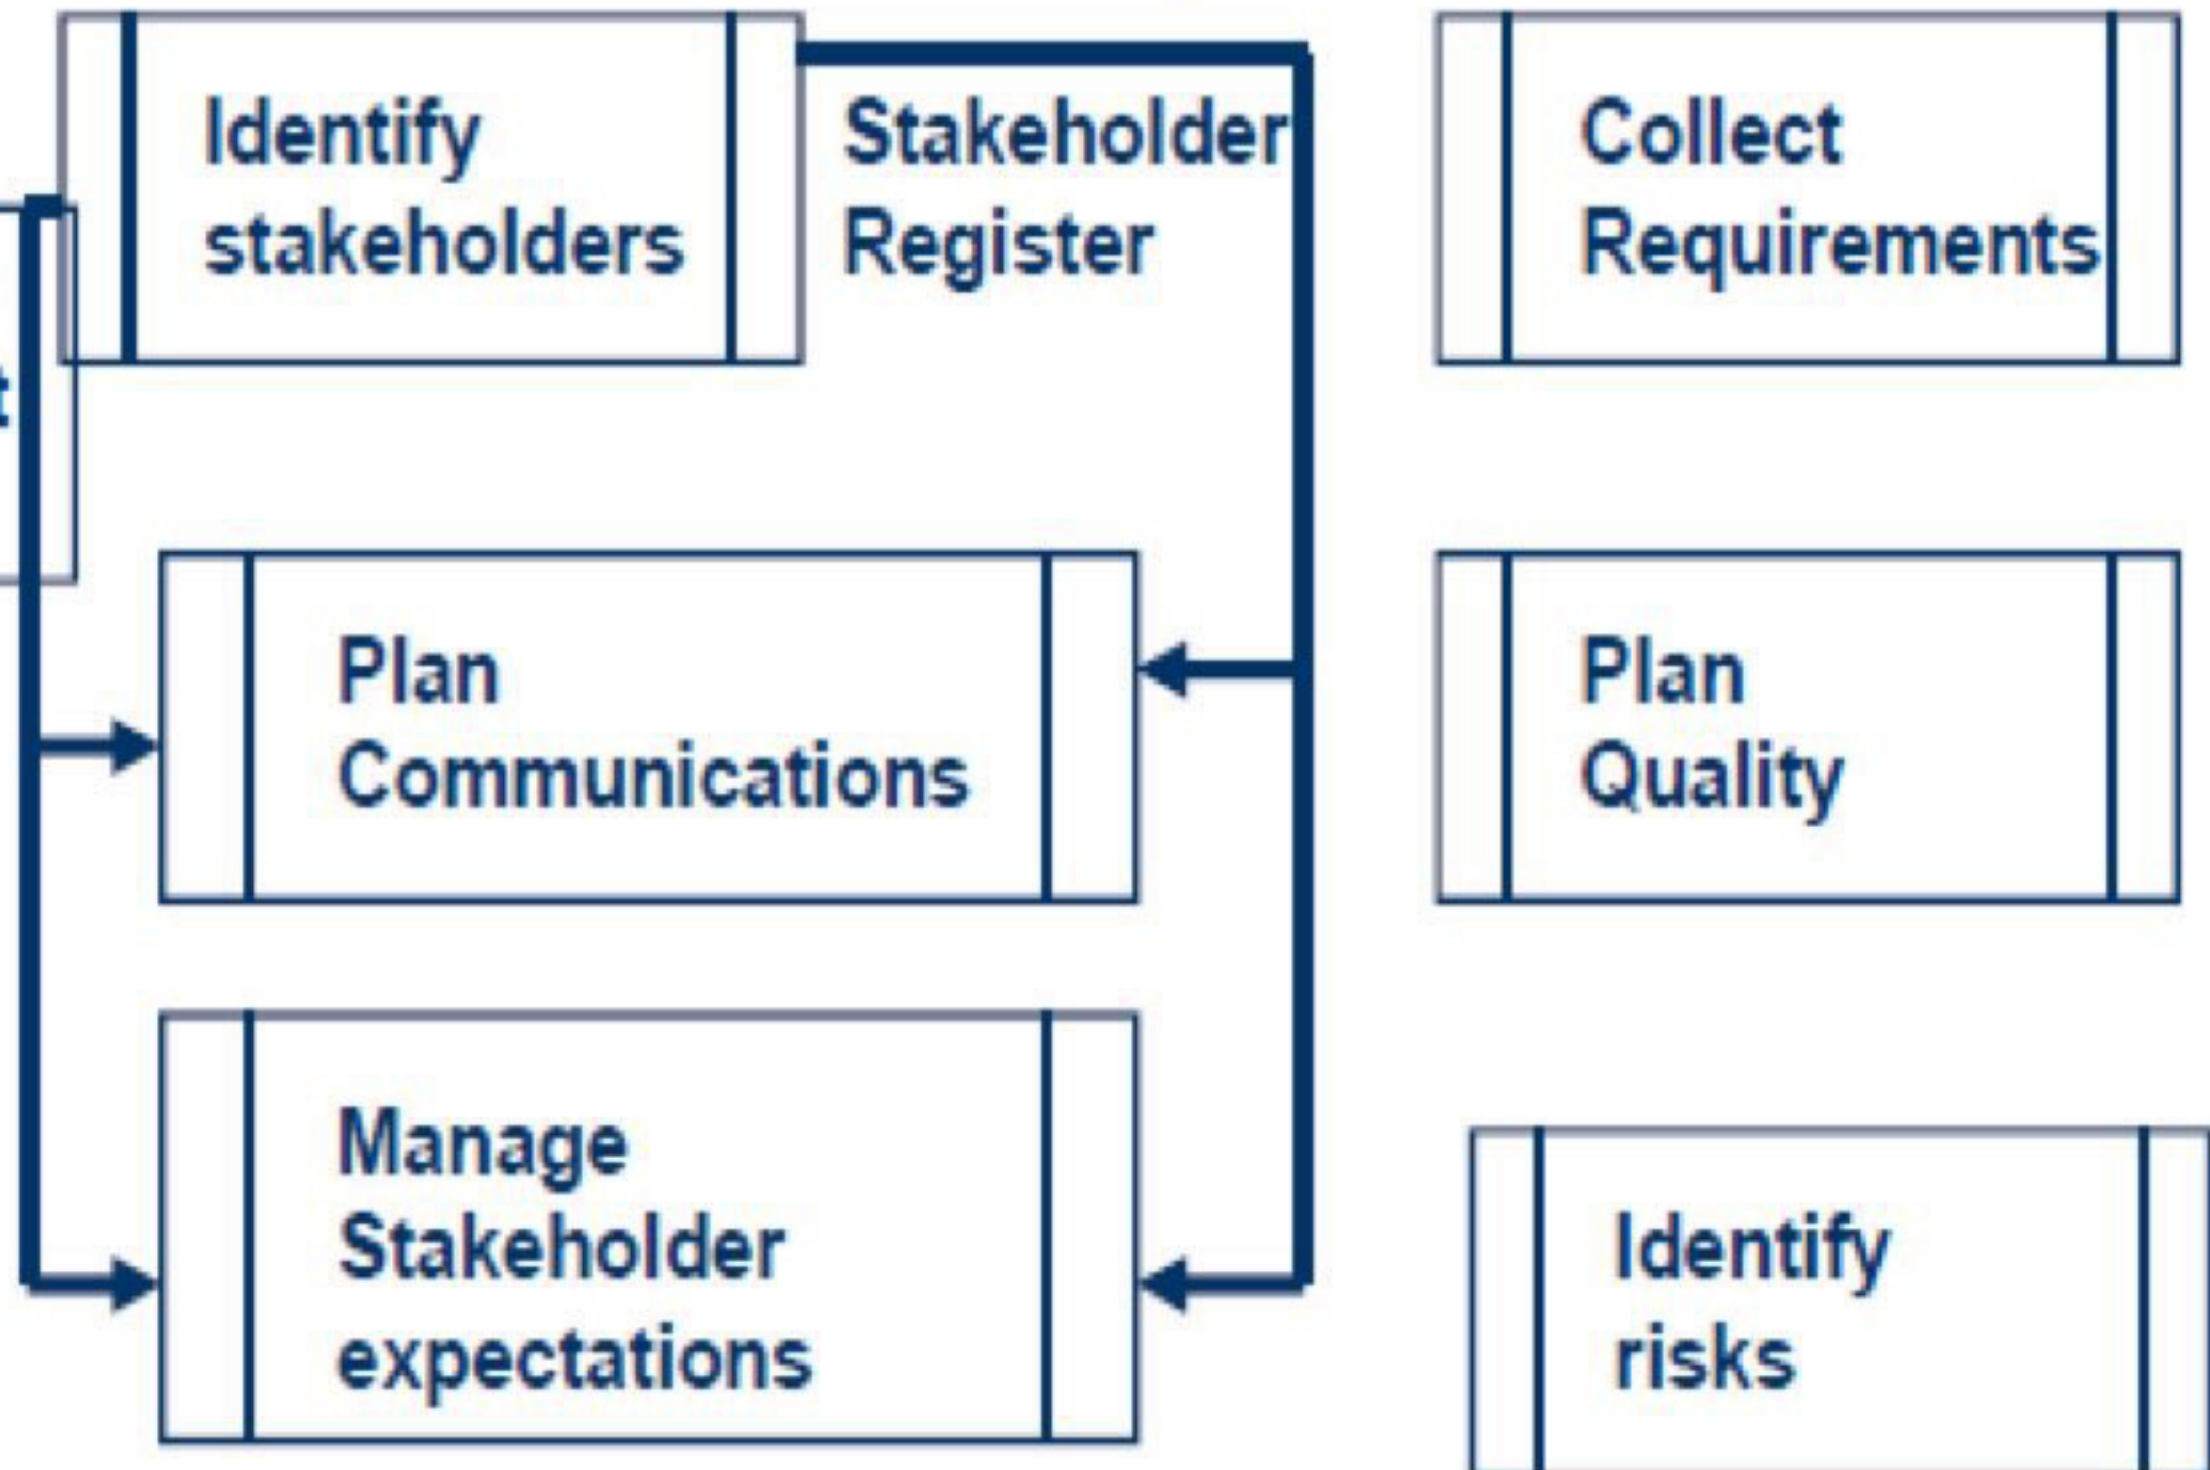 Identify
stakeholders
Stakeholder
Register
Collect
Requirements
Plan
Communications
Plan
Quality
Manage
Stakeholder
expectations
Identify
risks